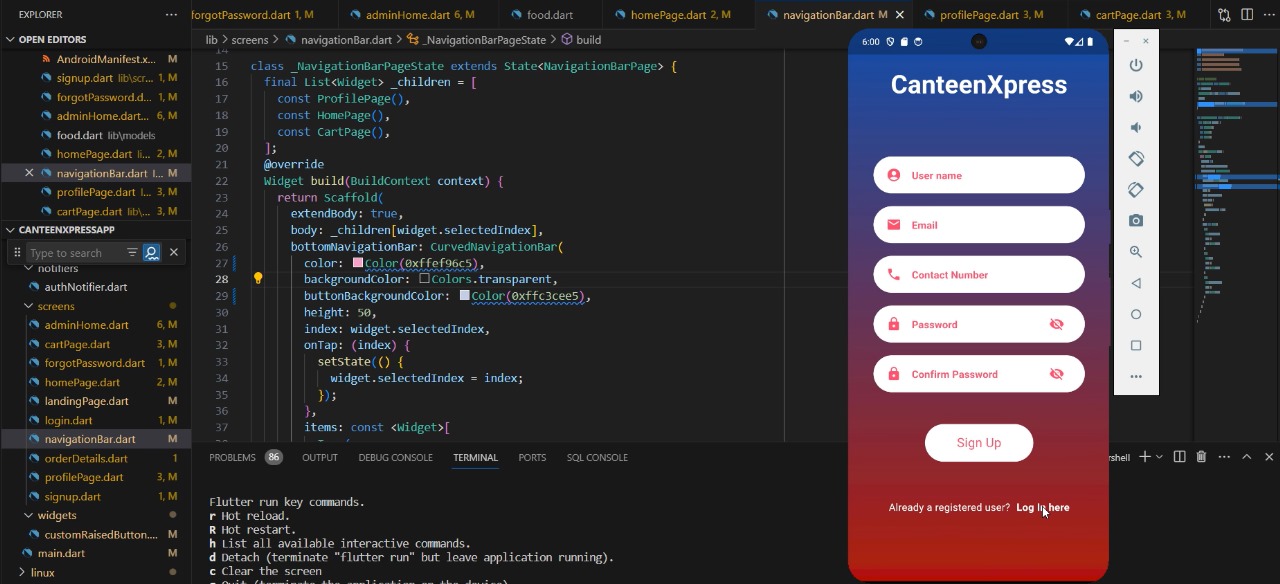 EXPLORER
OPEN EDITORS
AndroidManifest.x... M
signup.dart lib\scr... 1, M
forgotPassword.d... 1, M
adminHome.dart... 6, M
food.dart lib\models
homePage.dart li... 2, M
navigationBar.dart l... M
profilePage.dart l... 3, M
cartPage.dart lib\... 3, M
CANTEENXPRESSAPP
Type to search
notifiers
authNotifier.dart
screens
adminHome.dart 6, M
cartPage.dart 3, M
forgotPassword.dart 1, M
homePage.dart 2, M
landingPage.dart M
login.dart 1, M
navigationBar.dart M
orderDetails.dart 1
profilePage.dart 3, M
signup.dart 1, M
widgets
customRaisedButton.... M
main.dart M
linux
forgotPassword.dart 1, M
adminHome.dart 6, M
food.dart
homePage.dart 2, M
navigationBar.dart M
profilePage.dart 3, M
cartPage.dart 3, M
lib > screens > navigationBar.dart > _NavigationBarPageState > build
14
15 class _NavigationBarPageState extends State<NavigationBarPage> {
16 final List<Widget> _children = [
17 const ProfilePage(),
18 const HomePage(),
19 const CartPage(),
20 ];
21 @override
22 Widget build(BuildContext context) {
23 return Scaffold(
24 extendBody: true,
25 body: _children[widget.selectedIndex],
26 bottomNavigationBar: CurvedNavigationBar(
27 color: Color(0xffef96c5),
28 backgroundColor: Colors.transparent,
29 buttonBackgroundColor: Color(0xffc3cee5),
30 height: 50,
31 index: widget.selectedIndex,
32 onTap: (index) {
33 setState(() {
34 widget.selectedIndex = index;
35 });
36 },
37 items: const <Widget>[
PROBLEMS 86 OUTPUT DEBUG CONSOLE TERMINAL PORTS SQL CONSOLE
Flutter run key commands.
r Hot reload.
R Hot restart.
h List all available interactive commands.
d Detach (terminate "flutter run" but leave application running).
c Clear the screen
q Quit (terminate the application on the device).
6:00
CanteenXpress
User name
Email
Contact Number
Password
Confirm Password
Sign Up
Already a registered user? Log In here
rshell